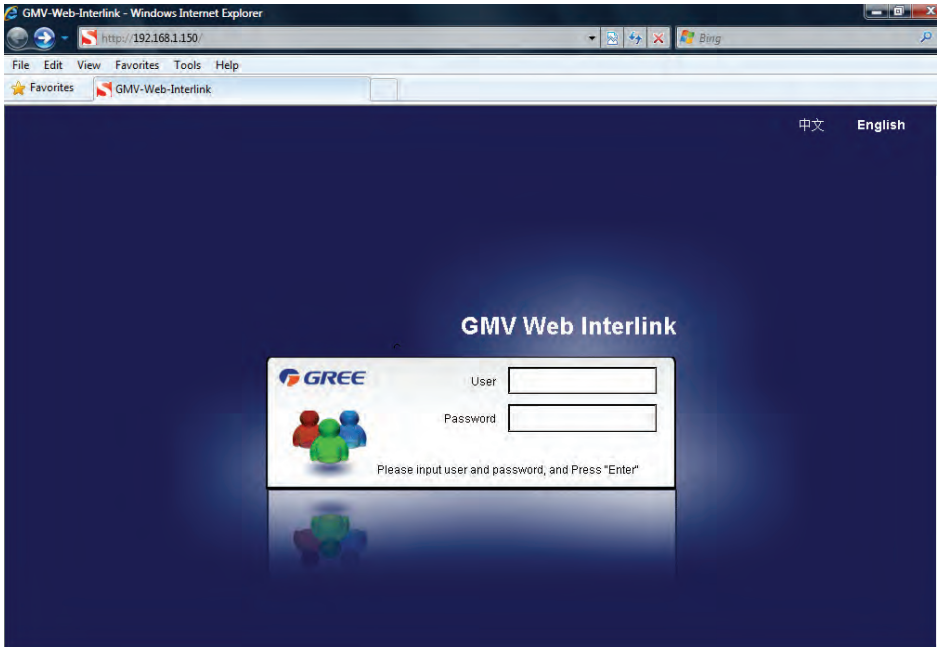 GMV-Web-Interlink - Windows Internet Explorer
http://192.168.1.150/
Bing
File Edit View Favorites Tools Help
Favorites
GMV-Web-Interlink
中文 English
GMV Web Interlink
GREE
User
Password
Please input user and password, and Press "Enter"